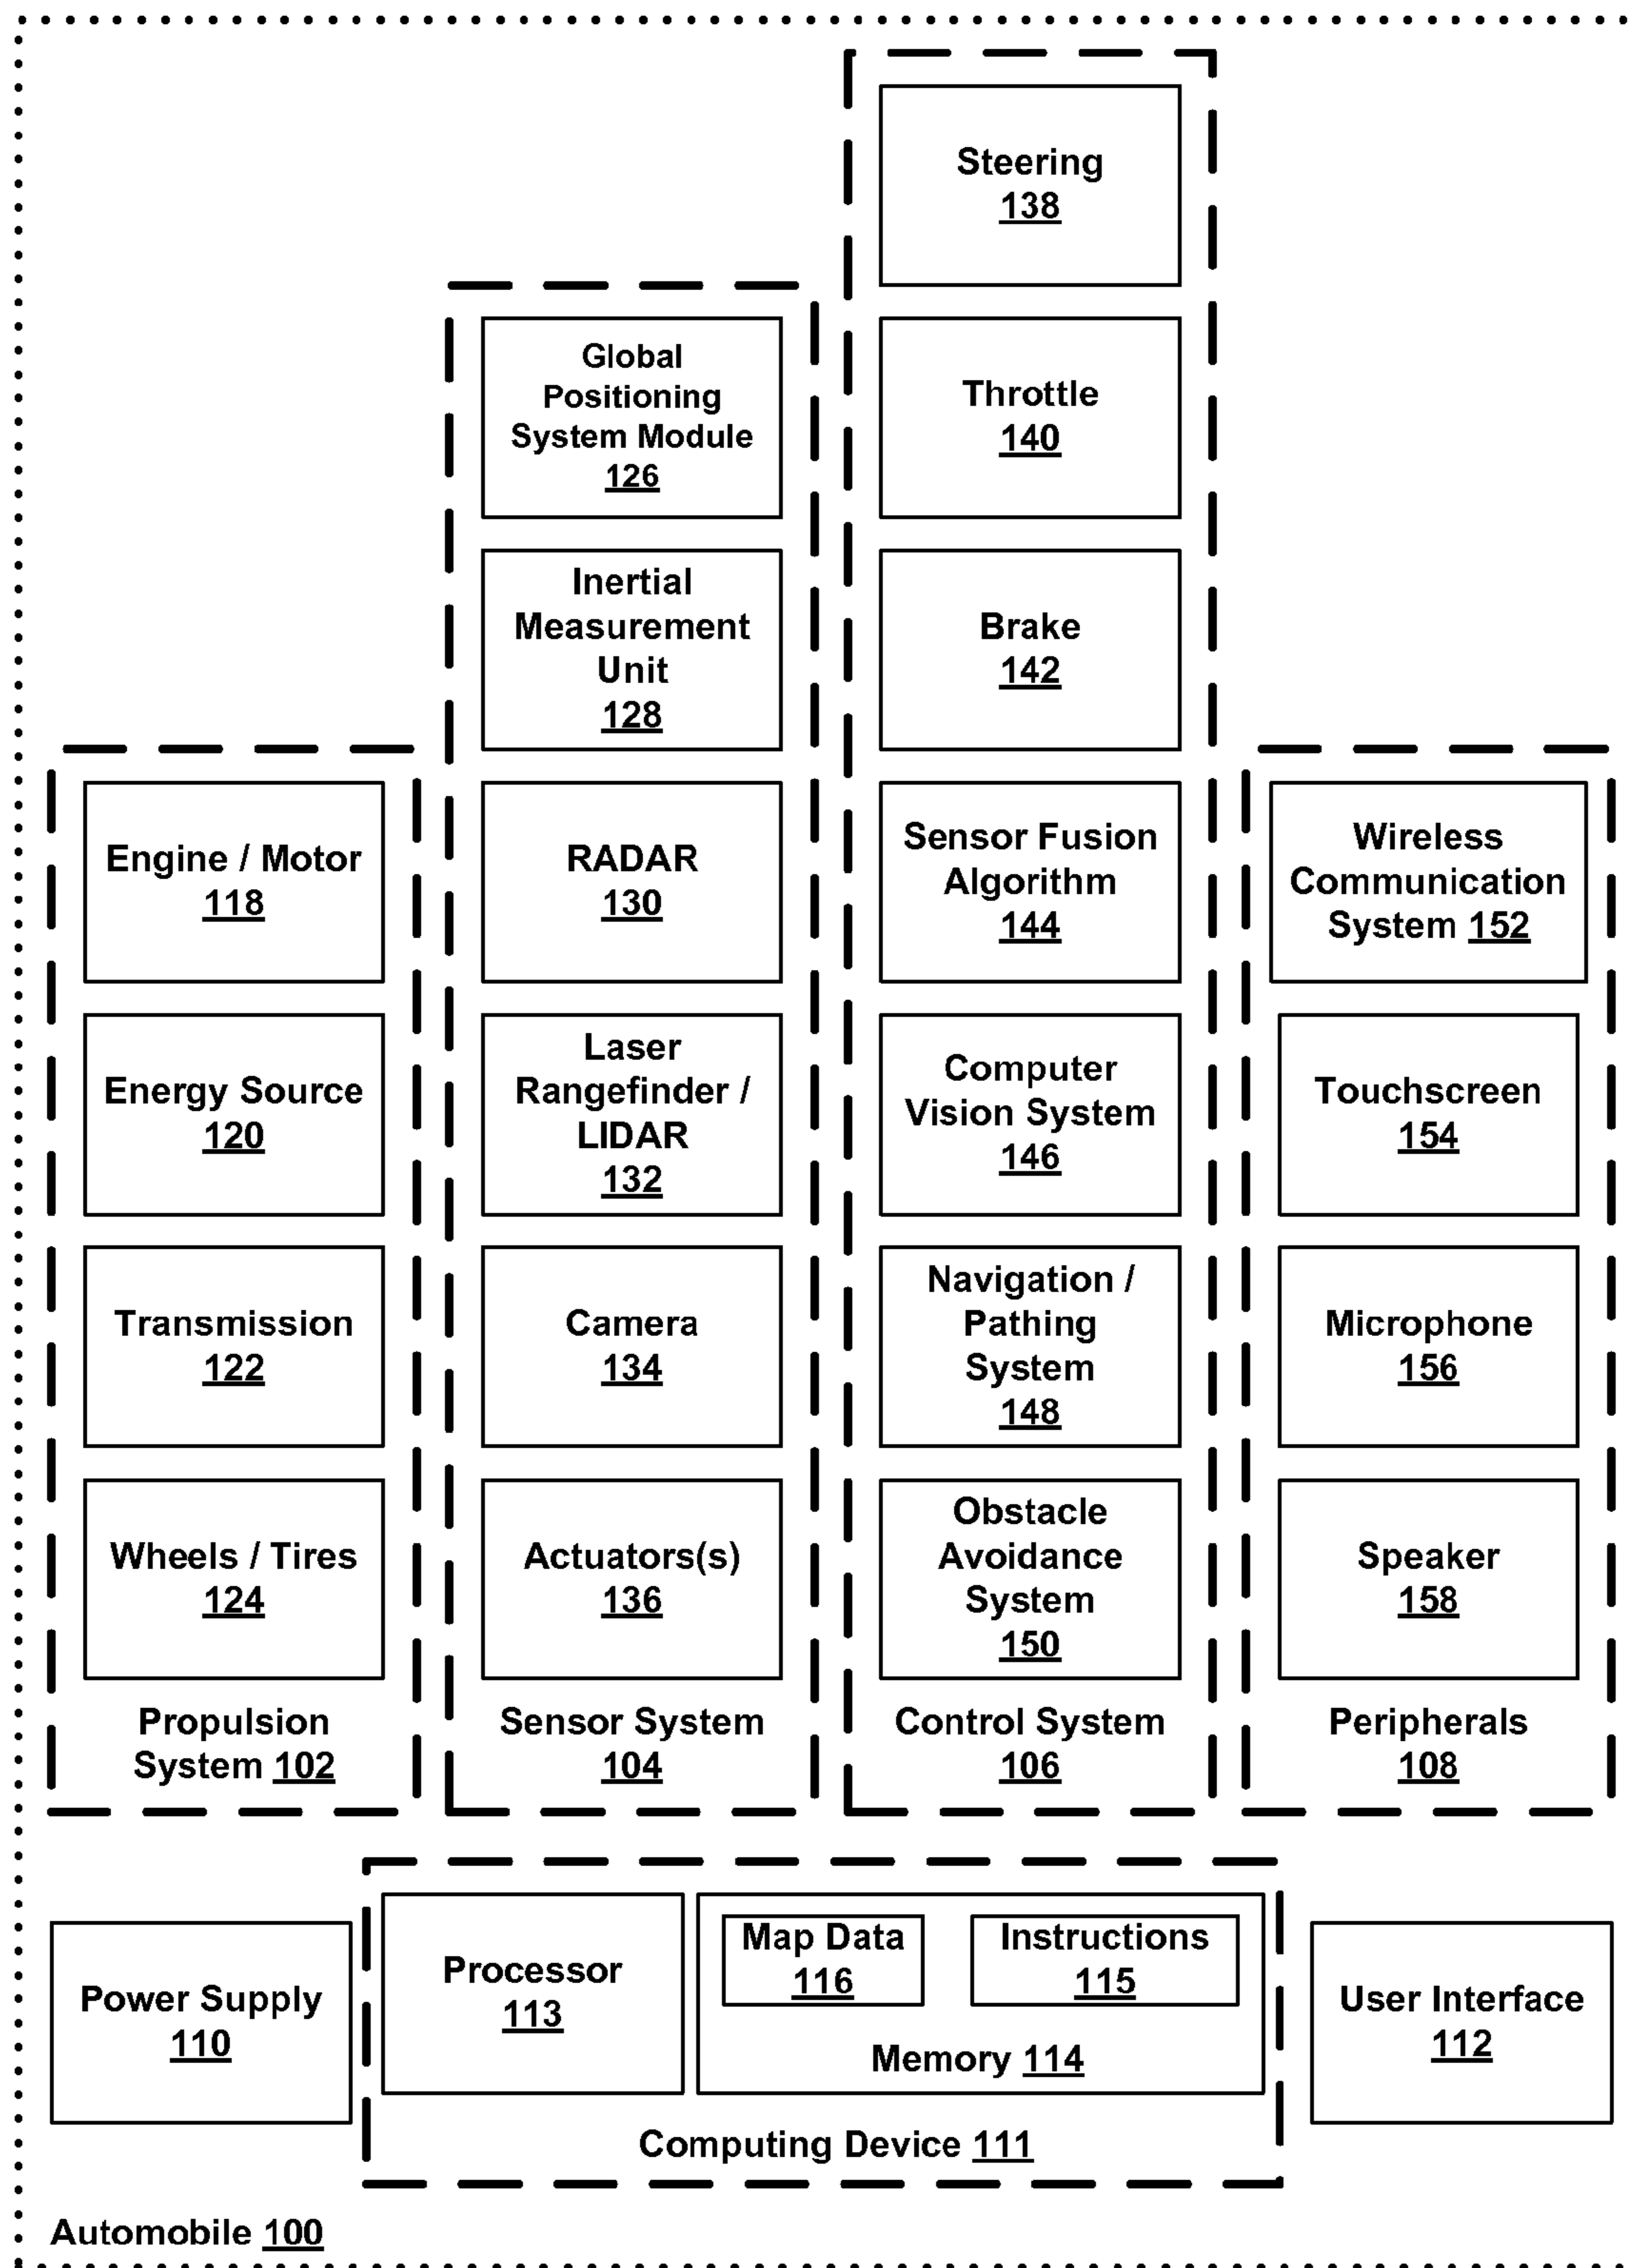 Steering
138
Global
Positioning
System Module
126
Throttle
140
Inertial
Measurement
Unit
128
Brake
142
Engine / Motor
118
RADAR
130
Sensor Fusion
Algorithm
144
Wireless
Communication
System 152
Energy Source
120
Laser
Rangefinder /
LIDAR
132
Computer
Vision System
146
Touchscreen
154
Transmission
122
Camera
134
Navigation /
Pathing
System
148
Microphone
156
Wheels / Tires
124
Actuators(s)
136
Obstacle
Avoidance
System
150
Speaker
158
Propulsion
System 102
Sensor System
104
Control System
106
Peripherals
108
Power Supply
110
Processor
113
Map Data
116
Instructions
115
Memory 114
Computing Device 111
User Interface
112
Automobile 100